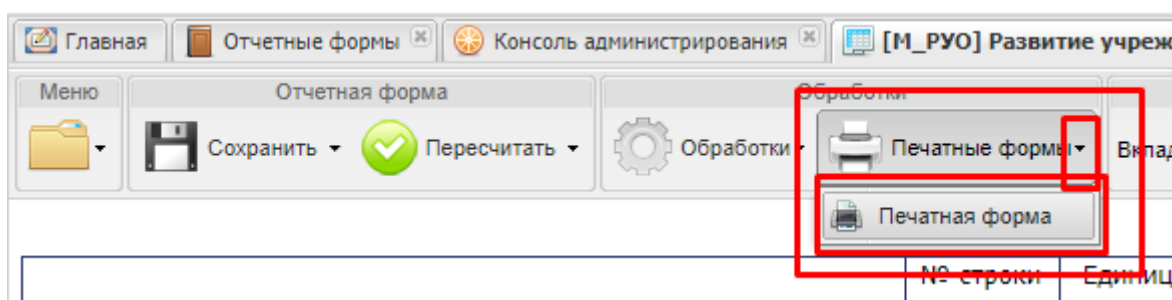 Главная Отчетные формы Консоль администрирования [М_РУО] Развитие учреж
Меню Отчетная форма Обработки
Сохранить Пересчитать Обработки Печатные формы Вклад
Печатная форма
№ строки Единиц